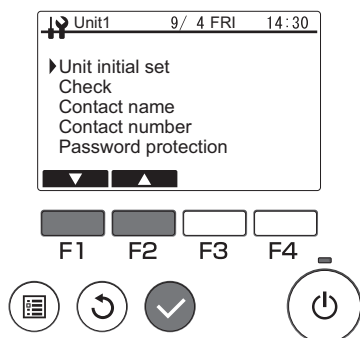 Unit1 9/ 4 FRI 14:30
Unit initial set
Check
Contact name
Contact number
Password protection
F1 F2 F3 F4